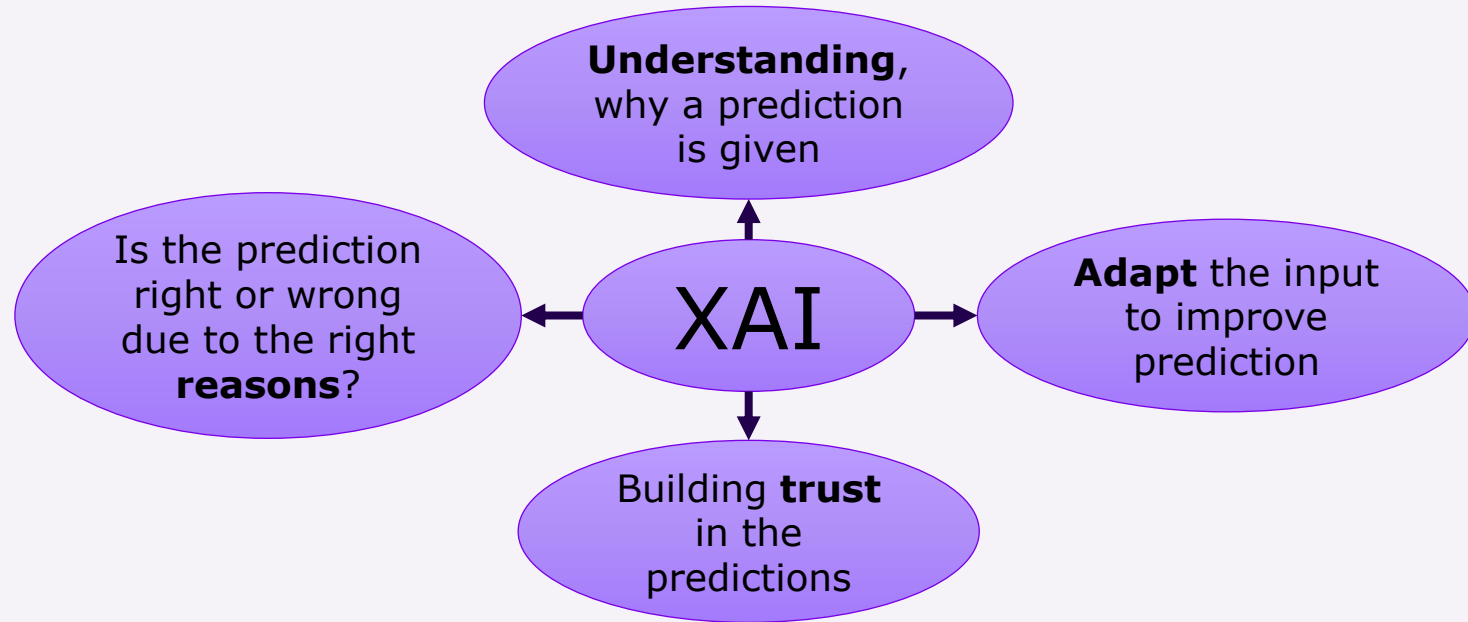 Understanding,
why a prediction
is given
Is the prediction
right or wrong
due to the right
reasons?
XAI
Adapt the input
to improve
prediction
Building trust
in the
predictions